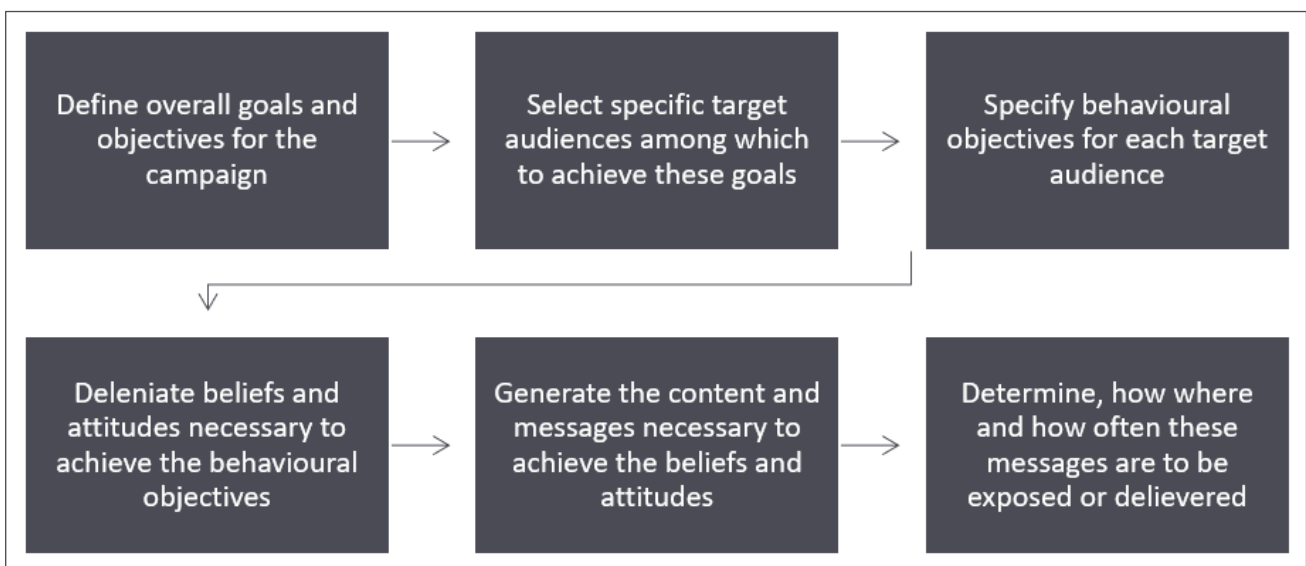 Define overall goals and
objectives for the
campaign
Select specific target
audiences among which
to achieve these goals
Specify behavioural
objectives for each target
audience
Deleniate beliefs and
attitudes necessary to
achieve the behavioural
objectives
Generate the content and
messages necessary to
achieve the beliefs and
attitudes
Determine, how where
and how often these
messages are to be
exposed or delievered